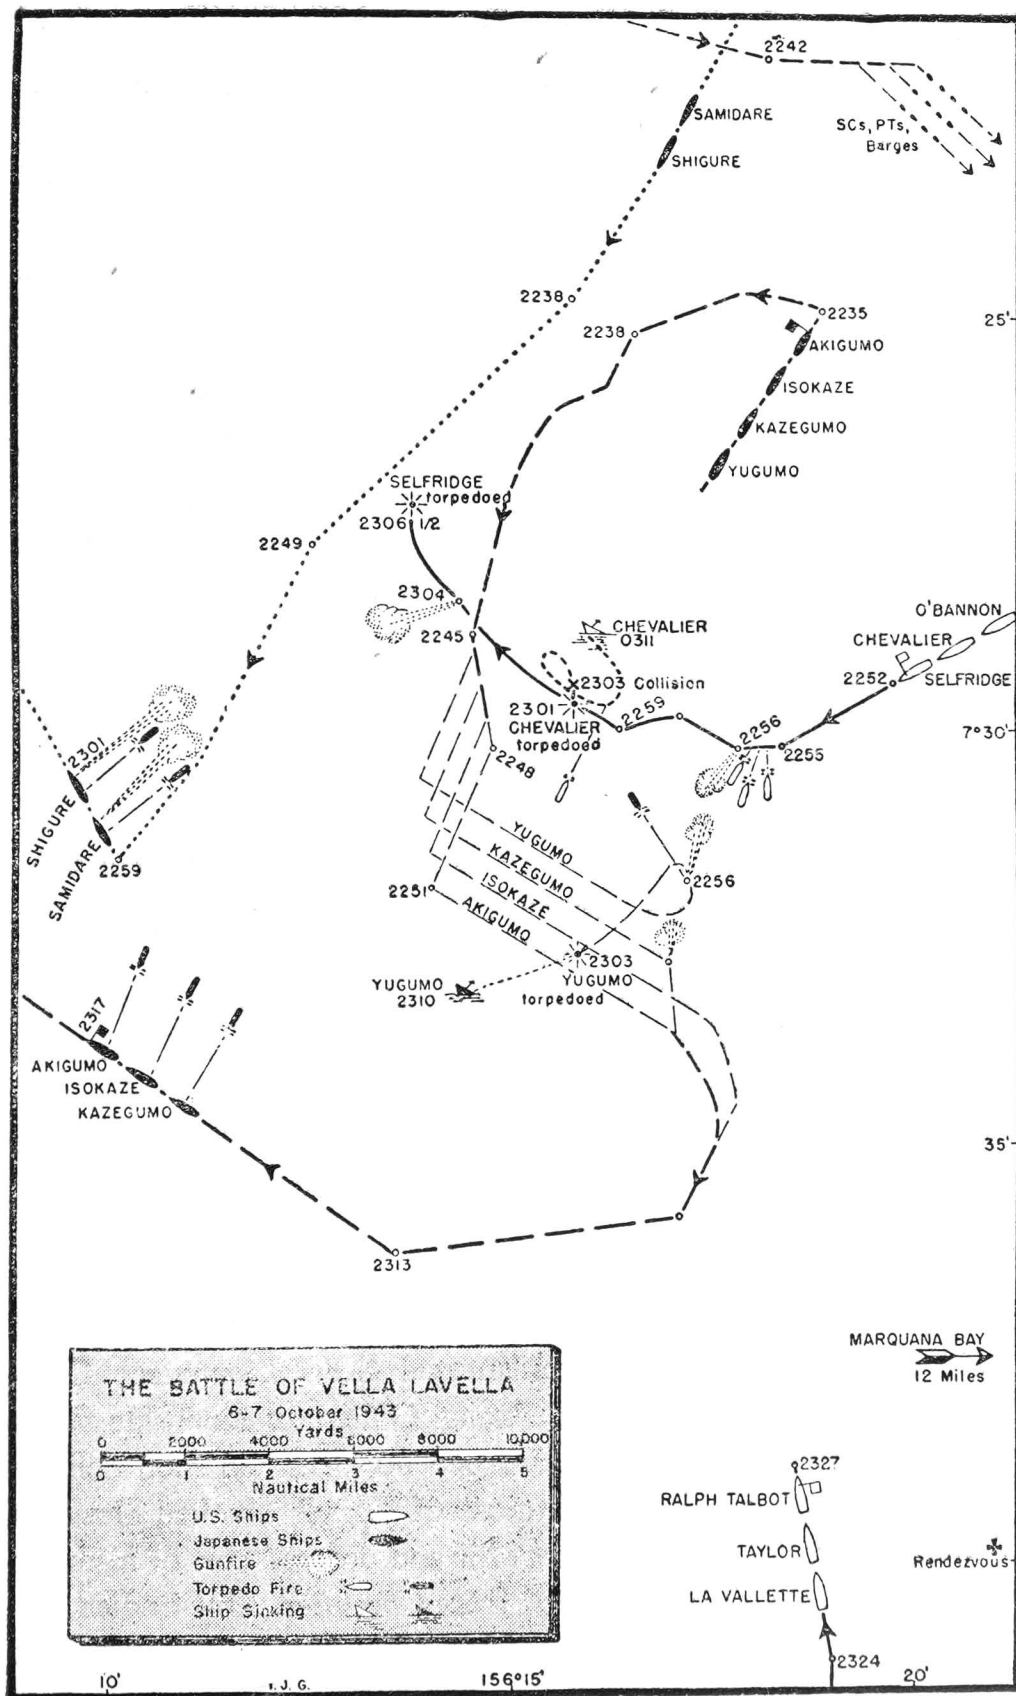 2242
SAMIDARE
SCs, PTs,
Barges
SHIGURE
2238
2238
2235
25'
AKIGUMO
ISOKAZE
KAZEGUMO
YUGUMO
SELFRIDGE
torpedoed
2306 1/2
2249
2304
2245
CHEVALIER
0311
O'BANNON
CHEVALIER
SELFRIDGE
2252
2303 Collision
2301
CHEVALIER
torpedoed
2259
2256
2255
7°30'
2248
2301
SHIGURE
SAMIDARE
2259
YUGUMO
KAZEGUMO
ISOKAZE
AKIGUMO
2256
2251
2303
YUGUMO
torpedoed
YUGUMO
2310
2317
AKIGUMO
ISOKAZE
KAZEGUMO
35'
2313
MARQUANA BAY
12 Miles
THE BATTLE OF VELLA LAVELLA
6-7 October 1943
Yards
0 2000 4000 6000 8000 10,000
0 1 2 3 4 5
Nautical Miles
U.S. Ships
Japanese Ships
Gunfire
Torpedo Fire
Ship Sinking
2327
RALPH TALBOT
TAYLOR
Rendezvous
LA VALLETTE
2324
10'
J. G.
156°15'
20'